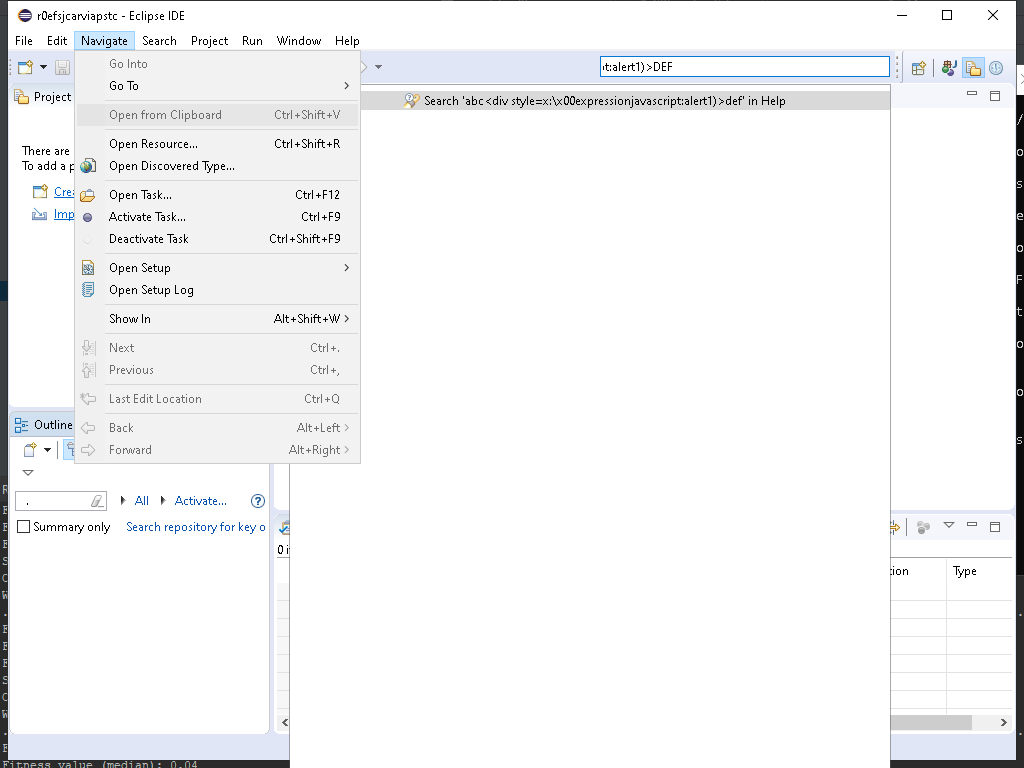 r0efsjcarviapstc - Eclipse IDE
File Edit Navigate Search Project Run Window Help
t:alert1)>DEF
Project
Go Into
Go To
Open from Clipboard Ctrl+Shift+V
Open Resource... Ctrl+Shift+R
Open Discovered Type...
Open Task... Ctrl+F12
Activate Task... Ctrl+F9
Deactivate Task Ctrl+Shift+F9
Open Setup
Open Setup Log
Show In Alt+Shift+W
Next Ctrl+.
Previous Ctrl+,
Last Edit Location Ctrl+Q
Back Alt+Left
Forward Alt+Right
Search 'abc<div style=x:\x00expressionjavascript:alert1)>def' in Help
There are
To add a p
Crea
Imp
Outline
All Activate...
Summary only Search repository for key o
0 i
tion Type
Fitness value (median): 0.04